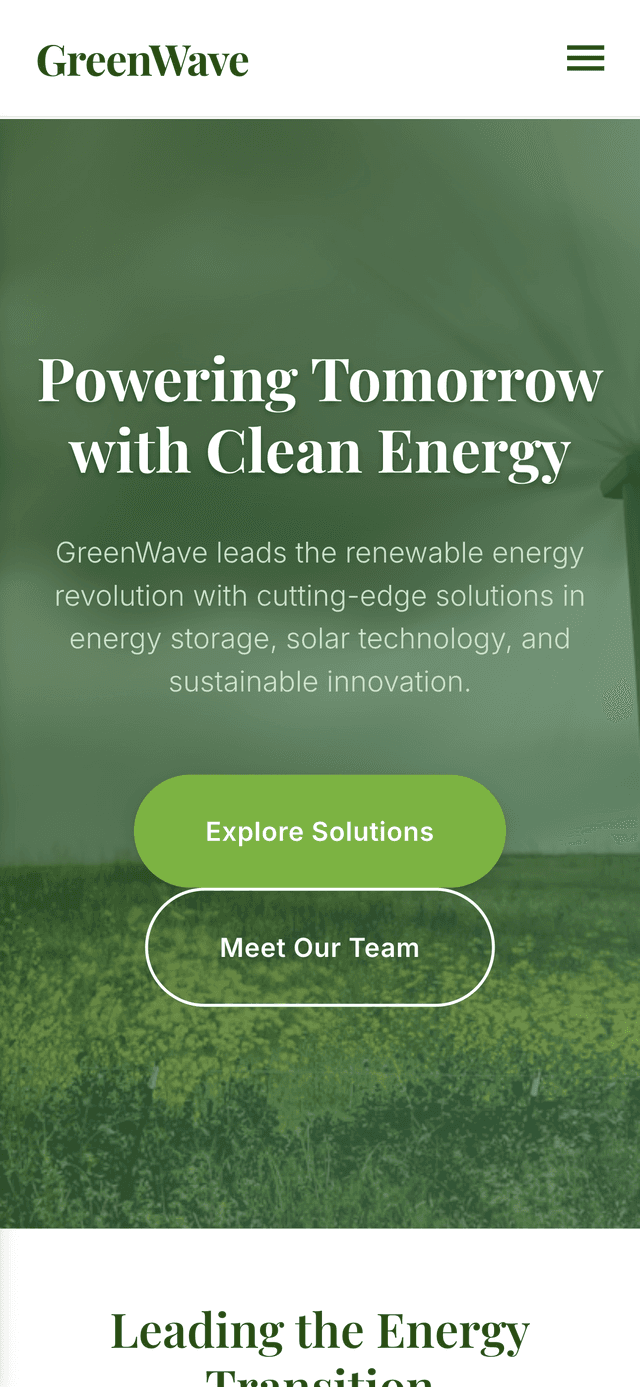 GreenWave
Powering Tomorrow
with Clean Energy
GreenWave leads the renewable energy
revolution with cutting-edge solutions in
energy storage, solar technology, and
sustainable innovation.
Explore Solutions
Meet Our Team
Leading the Energy
Transition